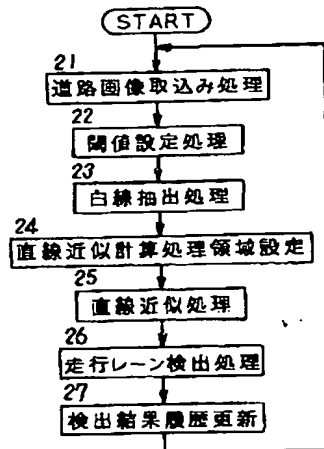 START
21
道路画像取込み処理
22
閾値設定処理
23
白線抽出処理
24
直線近似計算処理領域設定
25
直線近似処理
26
走行レーン検出処理
27
検出結果履歴更新